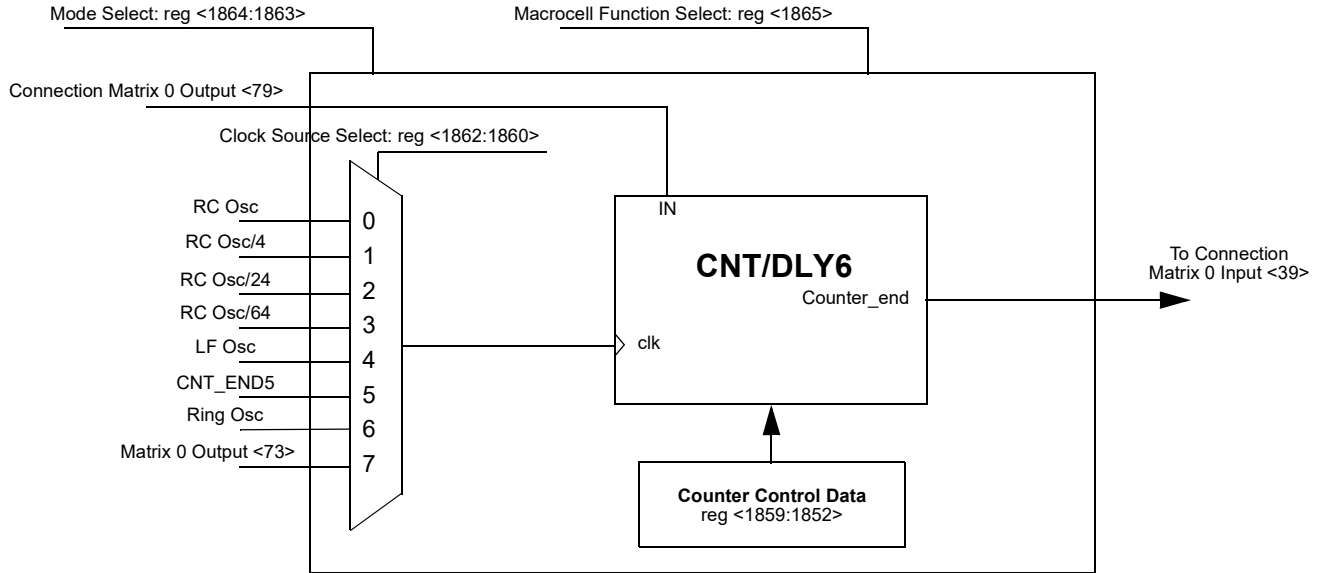 Mode Select: reg <1864:1863>
Macrocell Function Select: reg <1865>
Connection Matrix 0 Output <79>
Clock Source Select: reg <1862:1860>
RC Osc
0
RC Osc/4
1
RC Osc/24
2
RC Osc/64
3
LF Osc
4
CNT_END5
5
Ring Osc
6
Matrix 0 Output <73>
7
IN
CNT/DLY6
Counter_end
clk
To Connection
Matrix 0 Input <39>
Counter Control Data
reg <1859:1852>